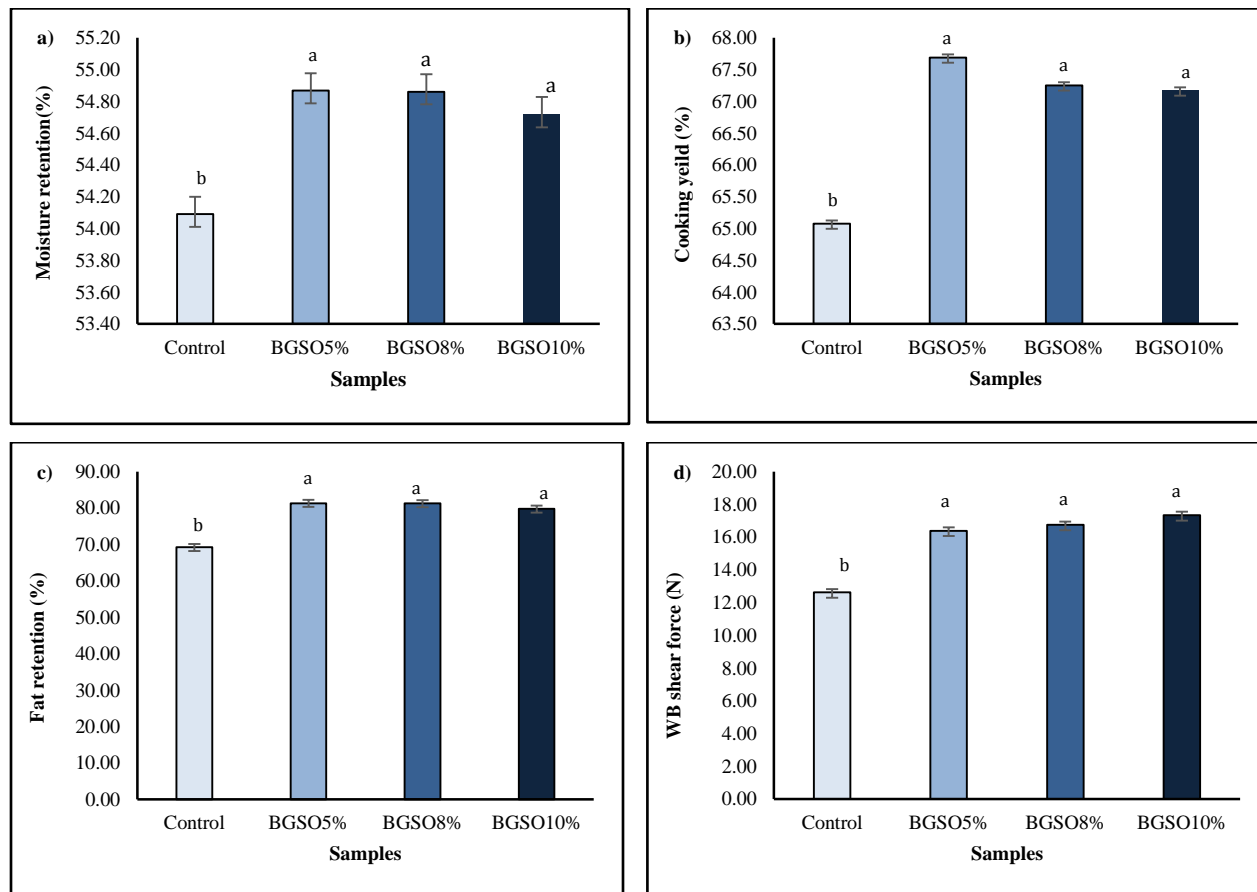 a)
Moisture retention(%)
55.20
55.00
54.80
54.60
54.40
54.20
54.00
53.80
53.60
53.40
b
a
a
a
Control BGSO5% BGSO8% BGSO10%
Samples
b)
Cooking yeild (%)
68.00
67.50
67.00
66.50
66.00
65.50
65.00
64.50
64.00
63.50
b
a
a
a
Control BGSO5% BGSO8% BGSO10%
Samples
c)
Fat retention (%)
90.00
80.00
70.00
60.00
50.00
40.00
30.00
20.00
10.00
0.00
b
a
a
a
Control BGSO5% BGSO8% BGSO10%
Samples
d)
WB shear force (N)
20.00
18.00
16.00
14.00
12.00
10.00
8.00
6.00
4.00
2.00
0.00
b
a
a
a
Control BGSO5% BGSO8% BGSO10%
Samples